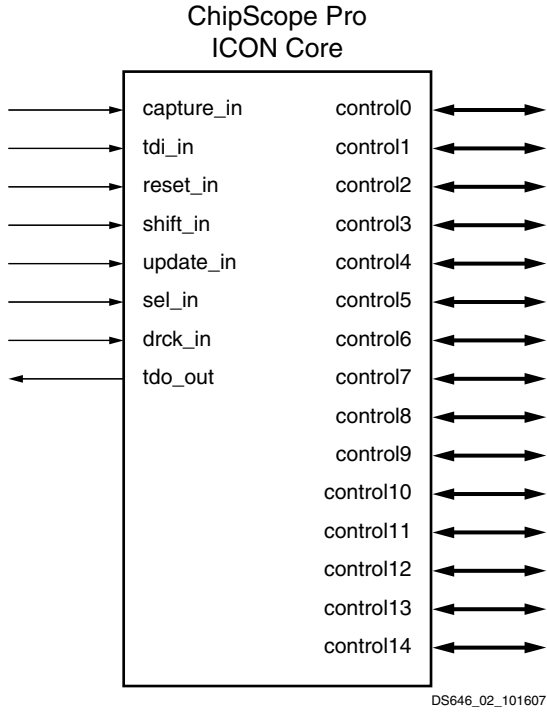 ChipScope Pro
ICON Core
capture_in control0
tdi_in control1
reset_in control2
shift_in control3
update_in control4
sel_in control5
drck_in control6
tdo_out control7
control8
control9
control10
control11
control12
control13
control14
DS646_02_101607